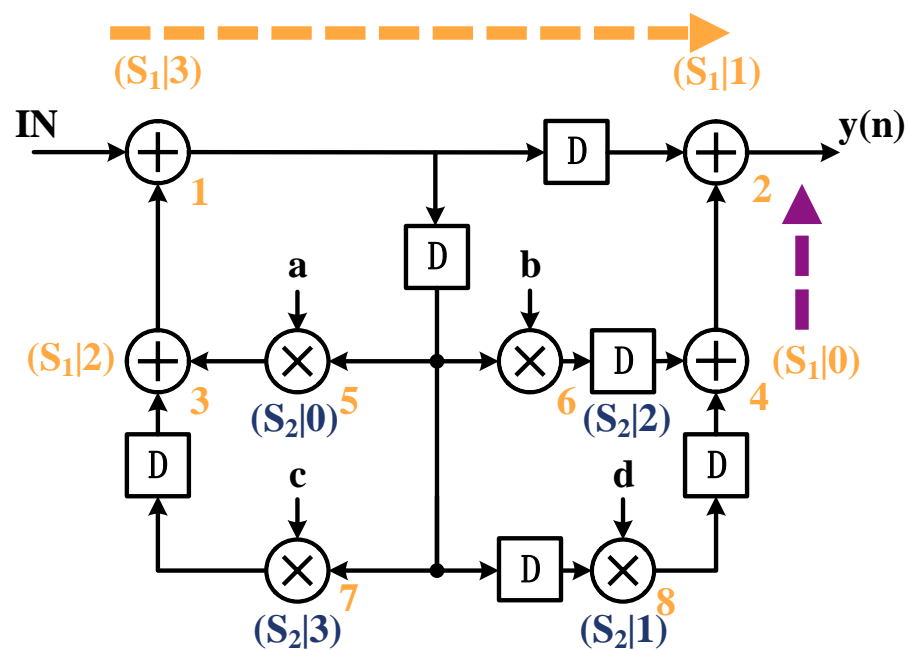 (S₁|3) (S₁|1)
IN D y(n)
1 2
D
a b
(S₁|2) D (S₁|0)
3 5 6 4
(S₂|0) (S₂|2)
D D
c d
D
7 8
(S₂|3) (S₂|1)